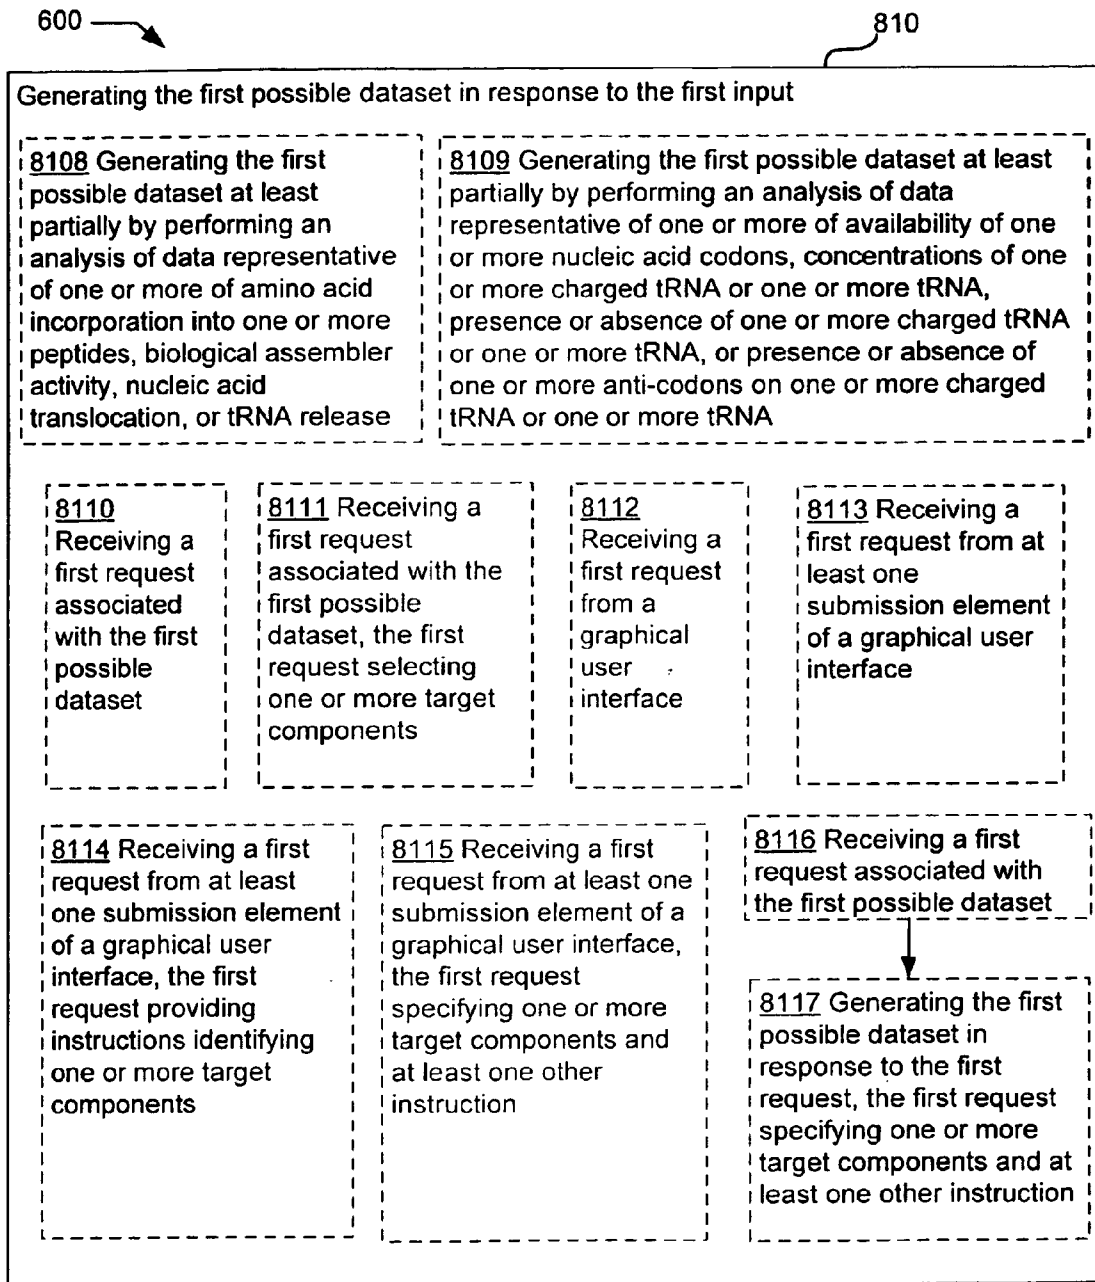 600
810
Generating the first possible dataset in response to the first input
8108 Generating the first
possible dataset at least
partially by performing an
analysis of data representative
of one or more of amino acid
incorporation into one or more
peptides, biological assembler
activity, nucleic acid
translocation, or tRNA release
8109 Generating the first possible dataset at least
partially by performing an analysis of data
representative of one or more of availability of one
or more nucleic acid codons, concentrations of one
or more charged tRNA or one or more tRNA,
presence or absence of one or more charged tRNA
or one or more tRNA, or presence or absence of
one or more anti-codons on one or more charged
tRNA or one or more tRNA
8110
Receiving a
first request
associated
with the first
possible
dataset
8111 Receiving a
first request
associated with the
first possible
dataset, the first
request selecting
one or more target
components
8112
Receiving a
first request
from a
graphical
user
interface
8113 Receiving a
first request from at
least one
submission element
of a graphical user
interface
8114 Receiving a first
request from at least
one submission element
of a graphical user
interface, the first
request providing
instructions identifying
one or more target
components
8115 Receiving a first
request from at least one
submission element of a
graphical user interface,
the first request
specifying one or more
target components and
at least one other
instruction
8116 Receiving a first
request associated with
the first possible dataset
8117 Generating the first
possible dataset in
response to the first
request, the first request
specifying one or more
target components and at
least one other instruction